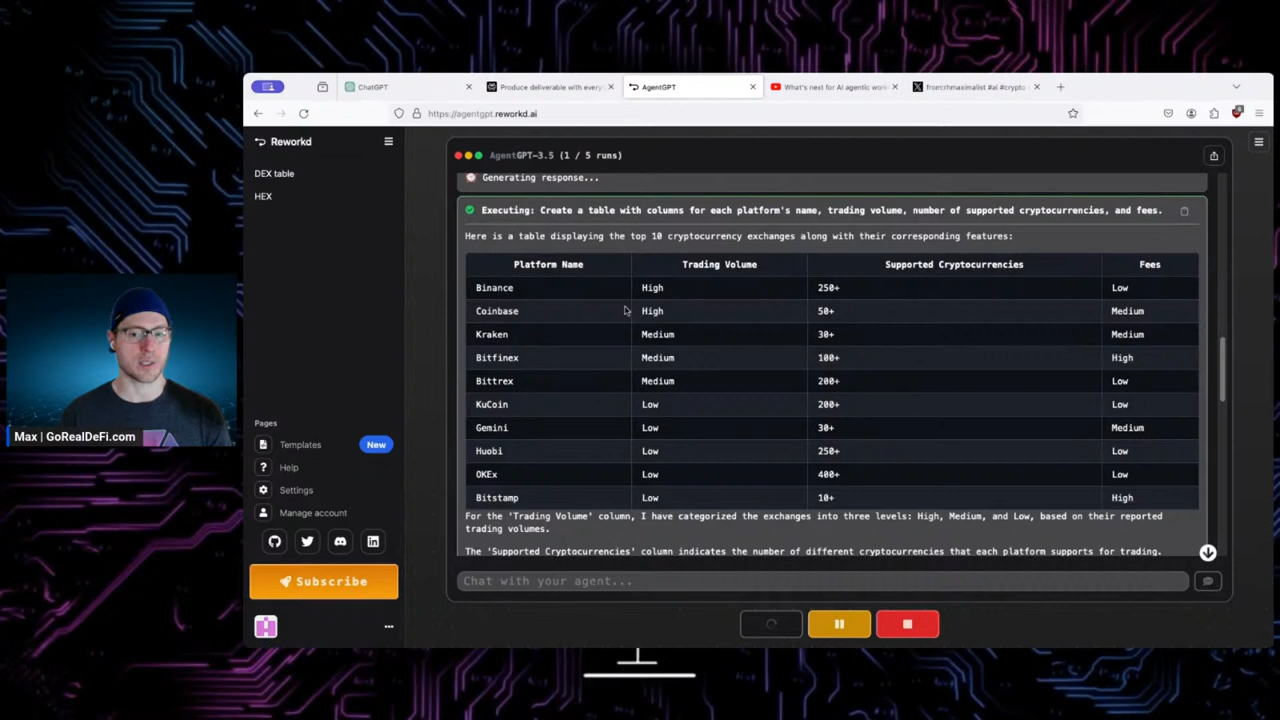 ChatGPT
Produce deliverable with every
AgentGPT
What's next for AI agentic work
from:rhmaximalist #ai #crypto
https://agentgpt.reworkd.ai
Reworkd
DEX table
HEX
AgentGPT-3.5 (1 / 5 runs)
Generating response...
Executing: Create a table with columns for each platform's name, trading volume, number of supported cryptocurrencies, and fees.
Here is a table displaying the top 10 cryptocurrency exchanges along with their corresponding features:
Platform Name Trading Volume Supported Cryptocurrencies Fees
Binance High 250+ Low
Coinbase High 50+ Medium
Kraken Medium 30+ Medium
Bitfinex Medium 100+ High
Bittrex Medium 200+ Low
KuCoin Low 200+ Low
Gemini Low 30+ Medium
Huobi Low 250+ Low
OKEx Low 400+ Low
Bitstamp Low 10+ High
For the 'Trading Volume' column, I have categorized the exchanges into three levels: High, Medium, and Low, based on their reported
trading volumes.
The 'Supported Cryptocurrencies' column indicates the number of different cryptocurrencies that each platform supports for trading.
Chat with your agent...
Pages
Templates New
Help
Settings
Manage account
Subscribe
Max | GoRealDeFi.com